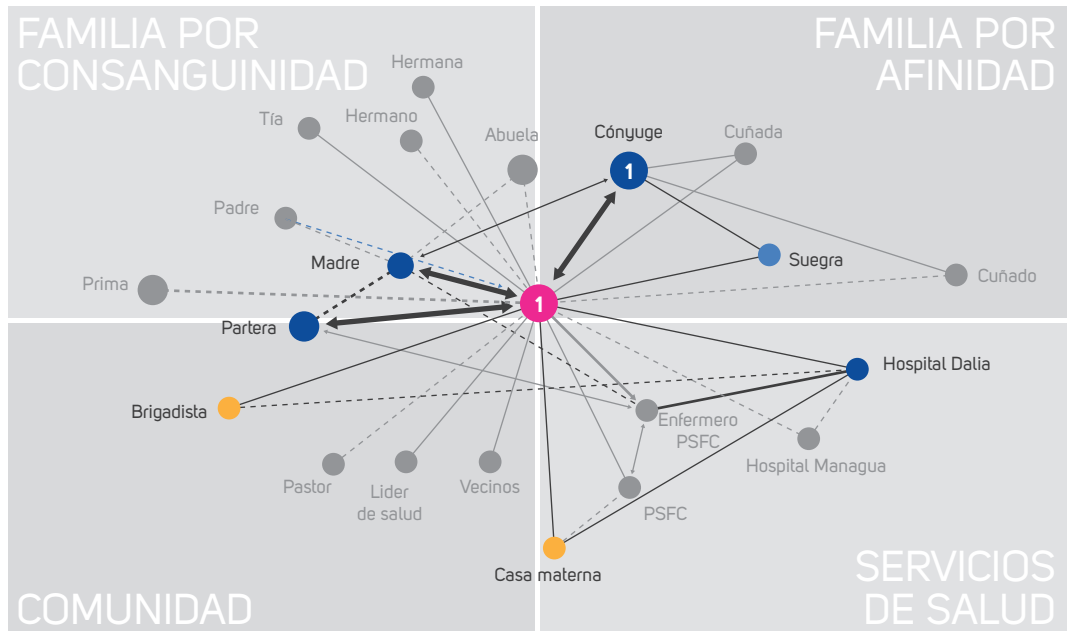 FAMILIA POR
CONSANGUINIDAD
FAMILIA POR
AFINIDAD
Hermana
Tía
Hermano
Abuela
Cónyuge
Cuñada
1
Padre
Madre
Suegra
Cuñado
Prima
1
Partera
Hospital Dalia
Brigadista
Enfermero
PSFC
Hospital Managua
Pastor
Lider
de salud
Vecinos
PSFC
Casa materna
COMUNIDAD
SERVICIOS
DE SALUD